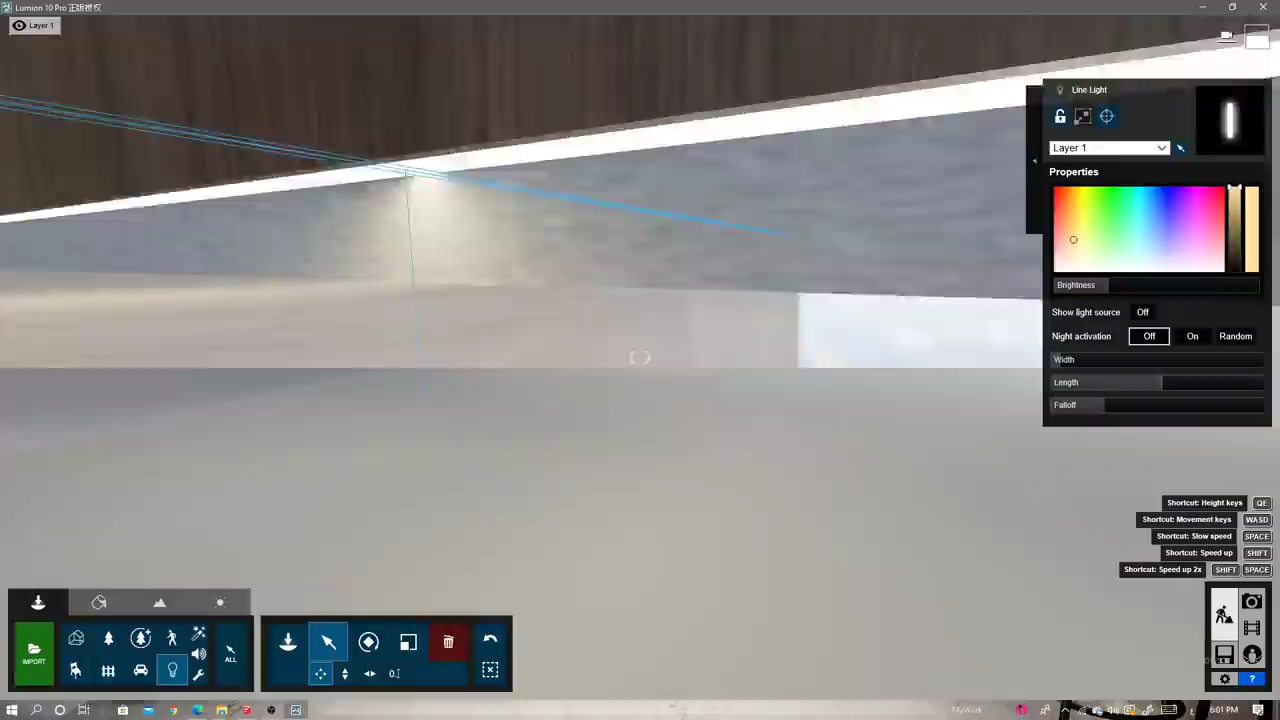 Lumion 10 Pro 正版授权
Layer 1
Line Light
Layer 1
Properties
Brightness
Show light source Off
Night activation Off On Random
Width
Length
Falloff
Shortcut: Height keys QE
Shortcut: Movement keys WASD
Shortcut: Slow speed SPACE
Shortcut: Speed up SHIFT
Shortcut: Speed up 2x SHIFT SPACE
IMPORT
ALL
?
MyWork
6:01 PM